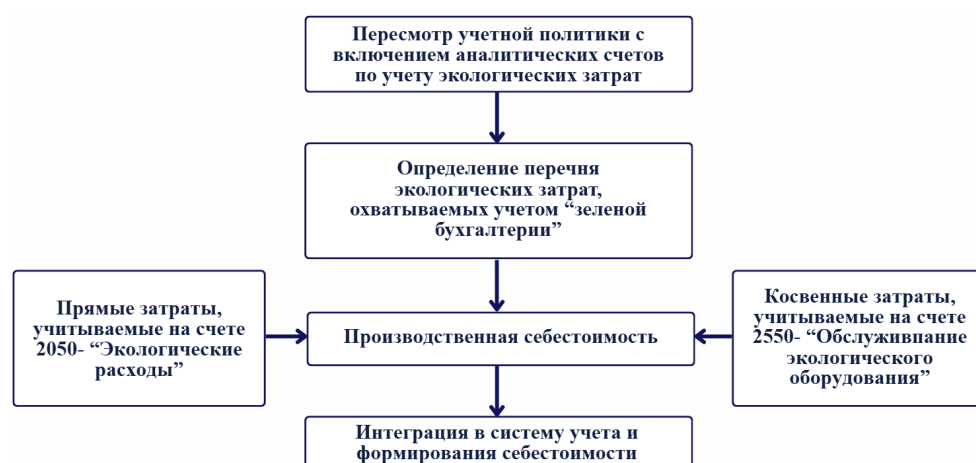 Пересмотр учетной политики с
включением аналитических счетов
по учету экологических затрат
Определение перечня
экологических затрат,
охватываемых учетом “зеленой
бухгалтерии”
Прямые затраты,
учитываемые на счете
2050- “Экологические
расходы”
Производственная себестоимость
Косвенные затраты,
учитываемые на счете
2550- “Обслуживпание
экологического
оборудования”
Интеграция в систему учета и
формирования себестоимости